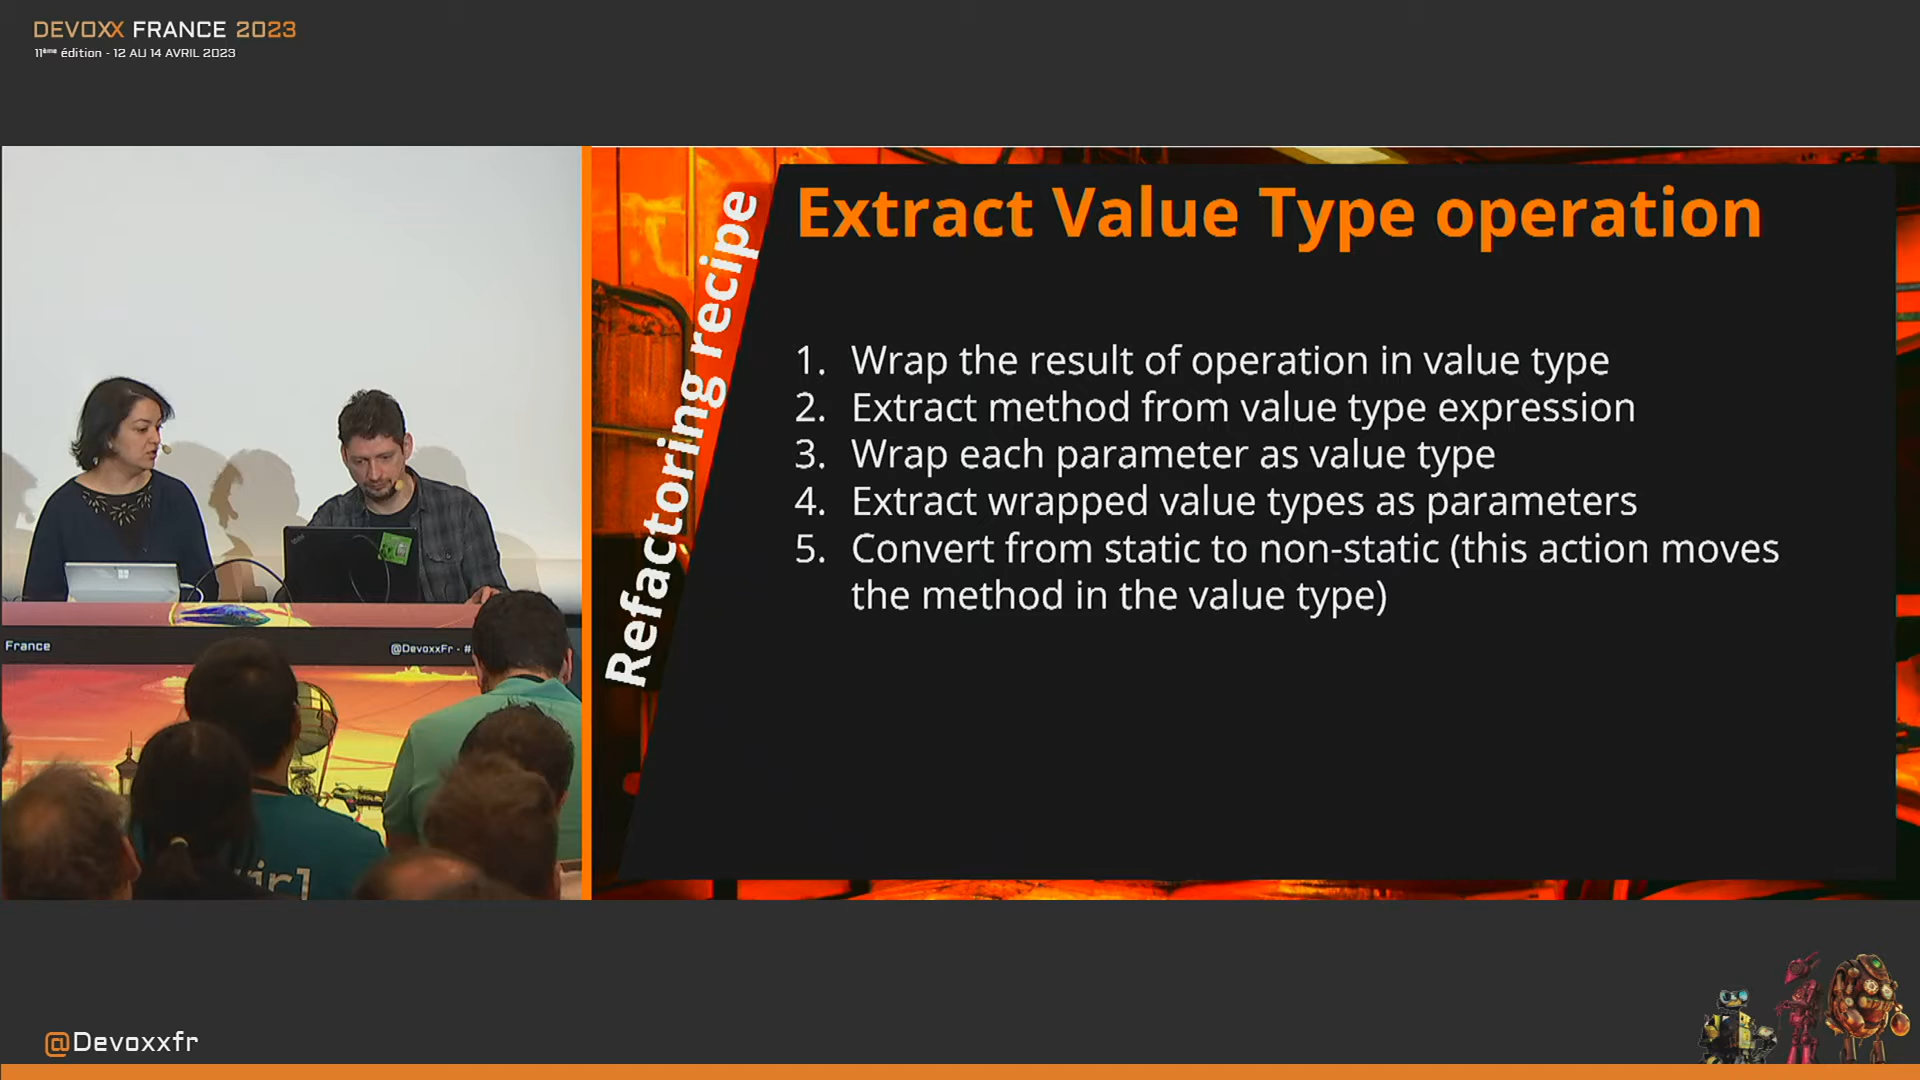 DEVOXX FRANCE 2023
11ème édition - 12 AU 14 AVRIL 2023
Refactoring recipe
Extract Value Type operation
1. Wrap the result of operation in value type
2. Extract method from value type expression
3. Wrap each parameter as value type
4. Extract wrapped value types as parameters
5. Convert from static to non-static (this action moves
the method in the value type)
France
@DevoxxFr - #
@Devoxxfr